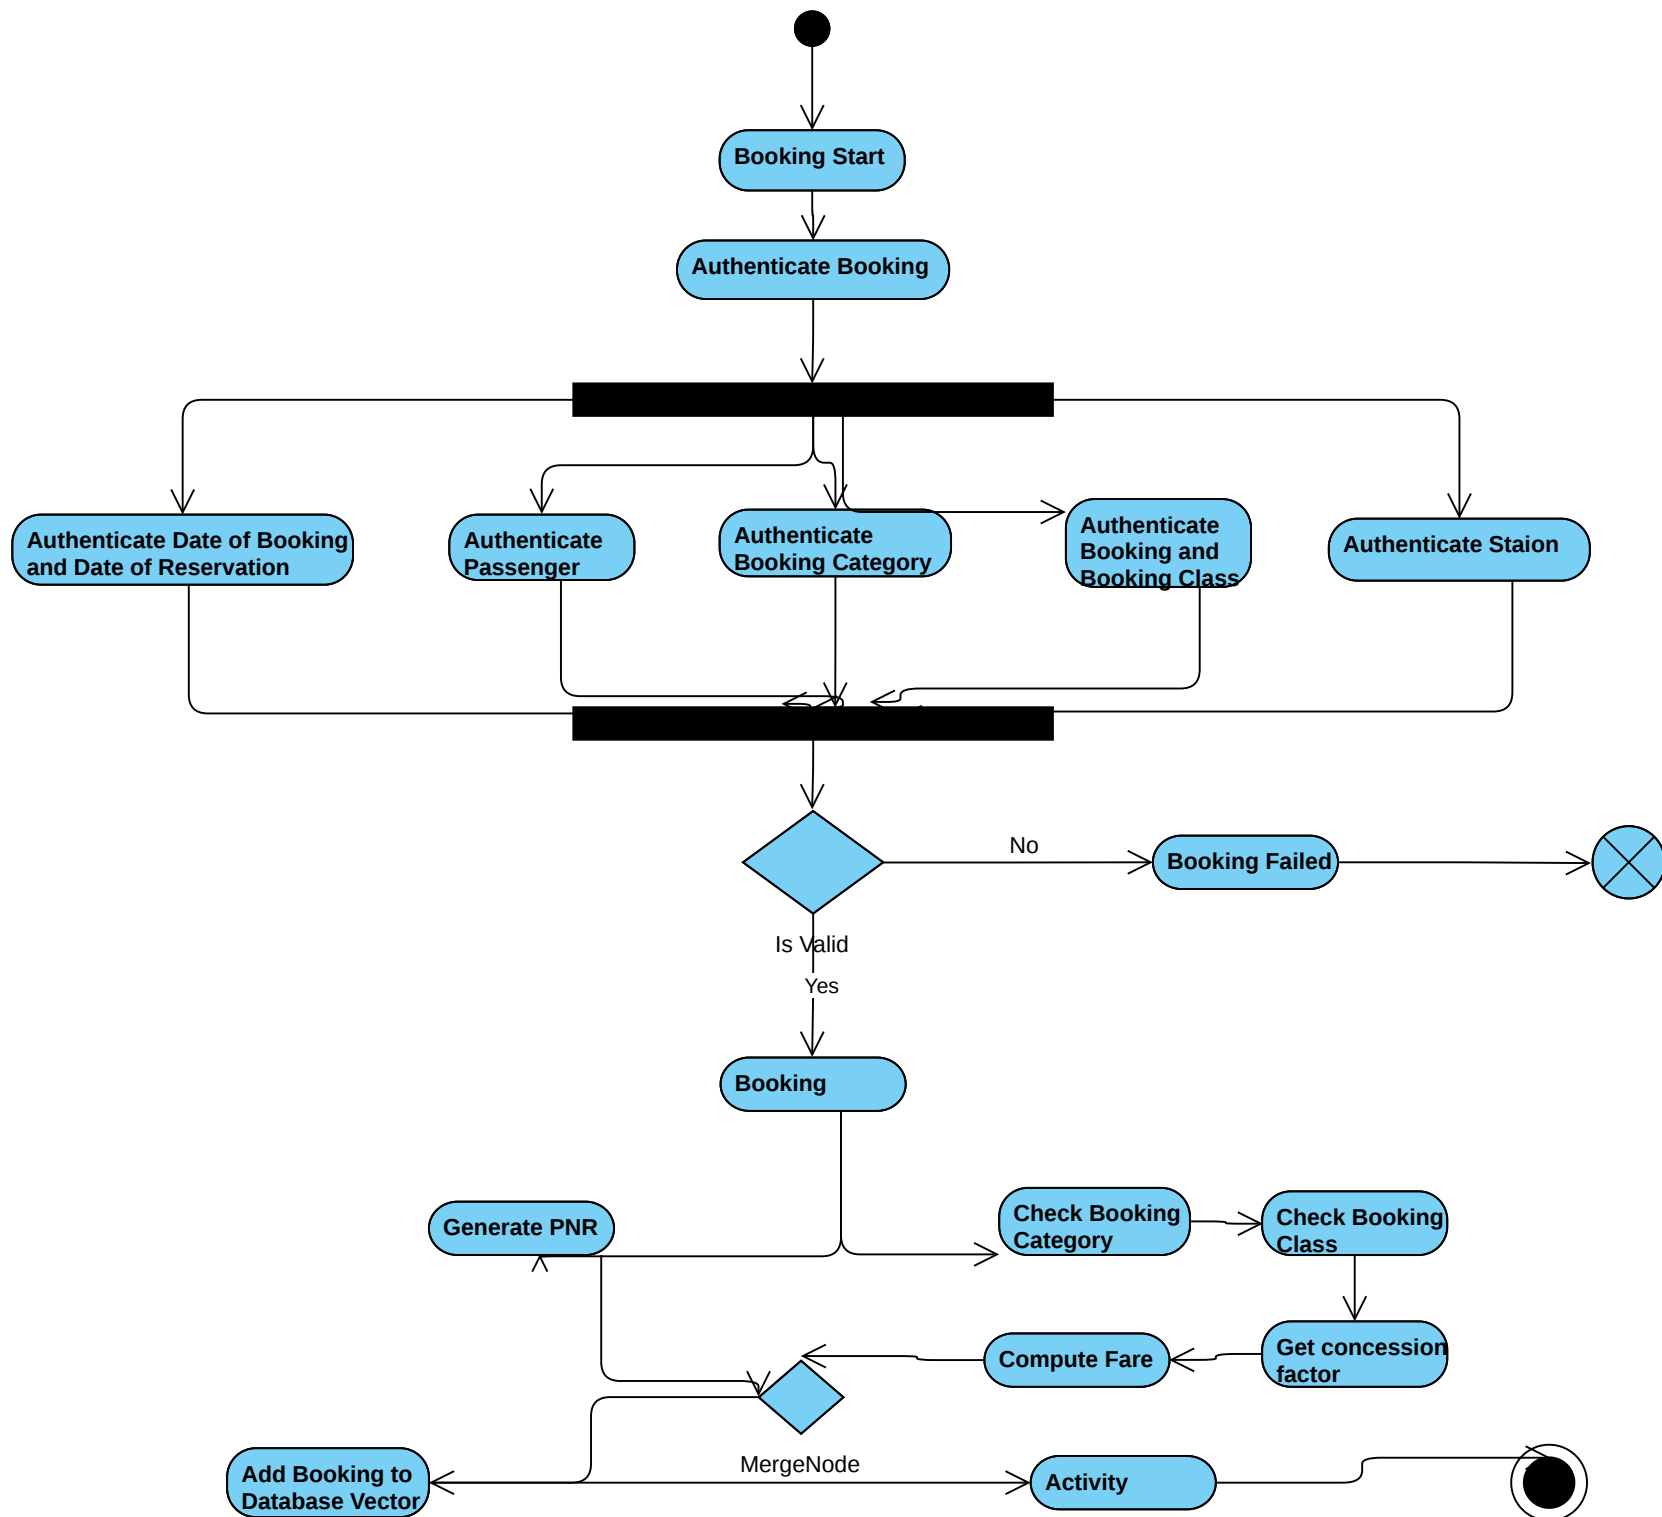 Booking Start
Authenticate Booking
Authenticate Date of Booking
and Date of Reservation
Authenticate
Passenger
Authenticate
Booking Category
Authenticate
Booking and
Booking Class
Authenticate Staion
No
Booking Failed
Is Valid
Yes
Booking
Generate PNR
Check Booking
Category
Check Booking
Class
Compute Fare
Get concession
factor
MergeNode
Add Booking to
Database Vector
Activity